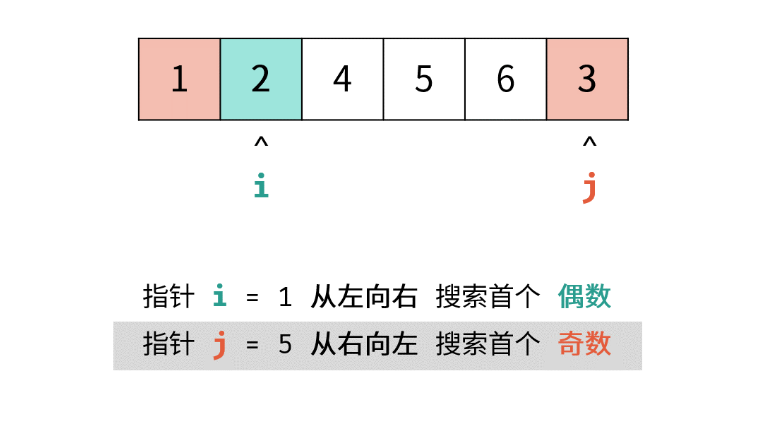 1 2 4 5 6 3
^ ^
i j
指针 i = 1 从左向右 搜索首个 偶数
指针 j = 5 从右向左 搜索首个 奇数